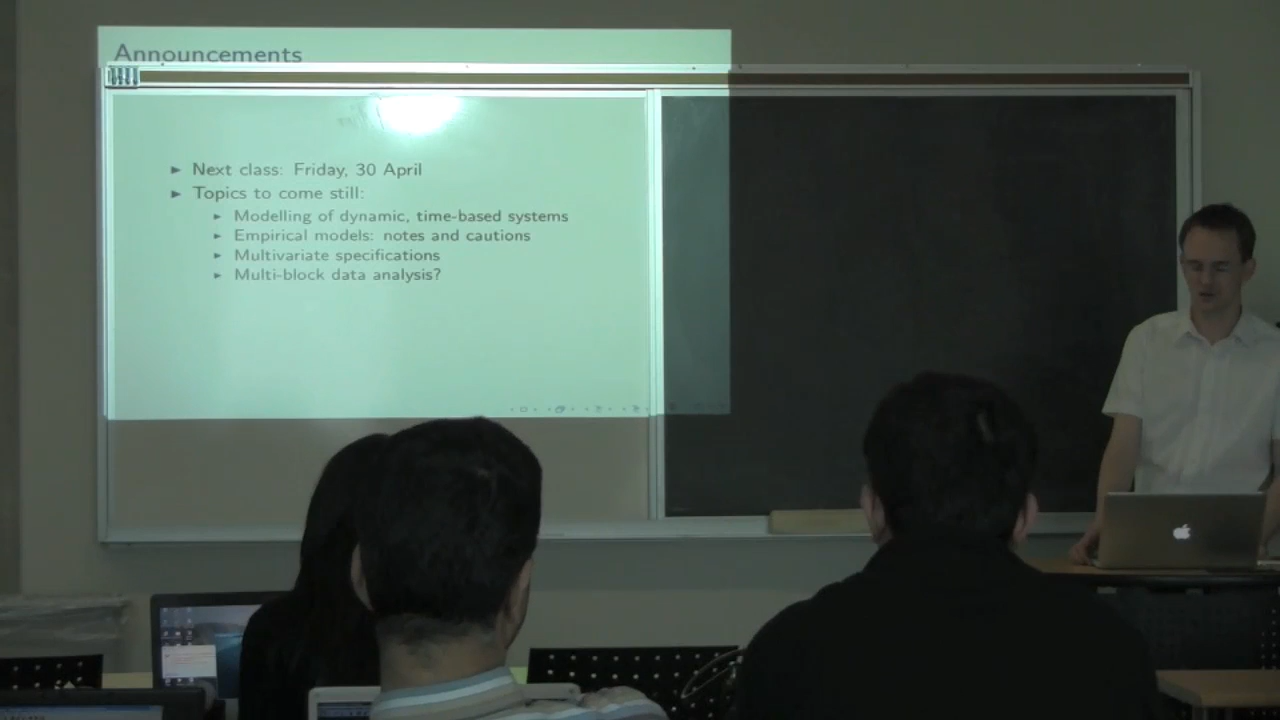 Announcements
Next class: Friday, 30 April
Topics to come still:
Modelling of dynamic, time-based systems
Empirical models: notes and cautions
Multivariate specifications
Multi-block data analysis?